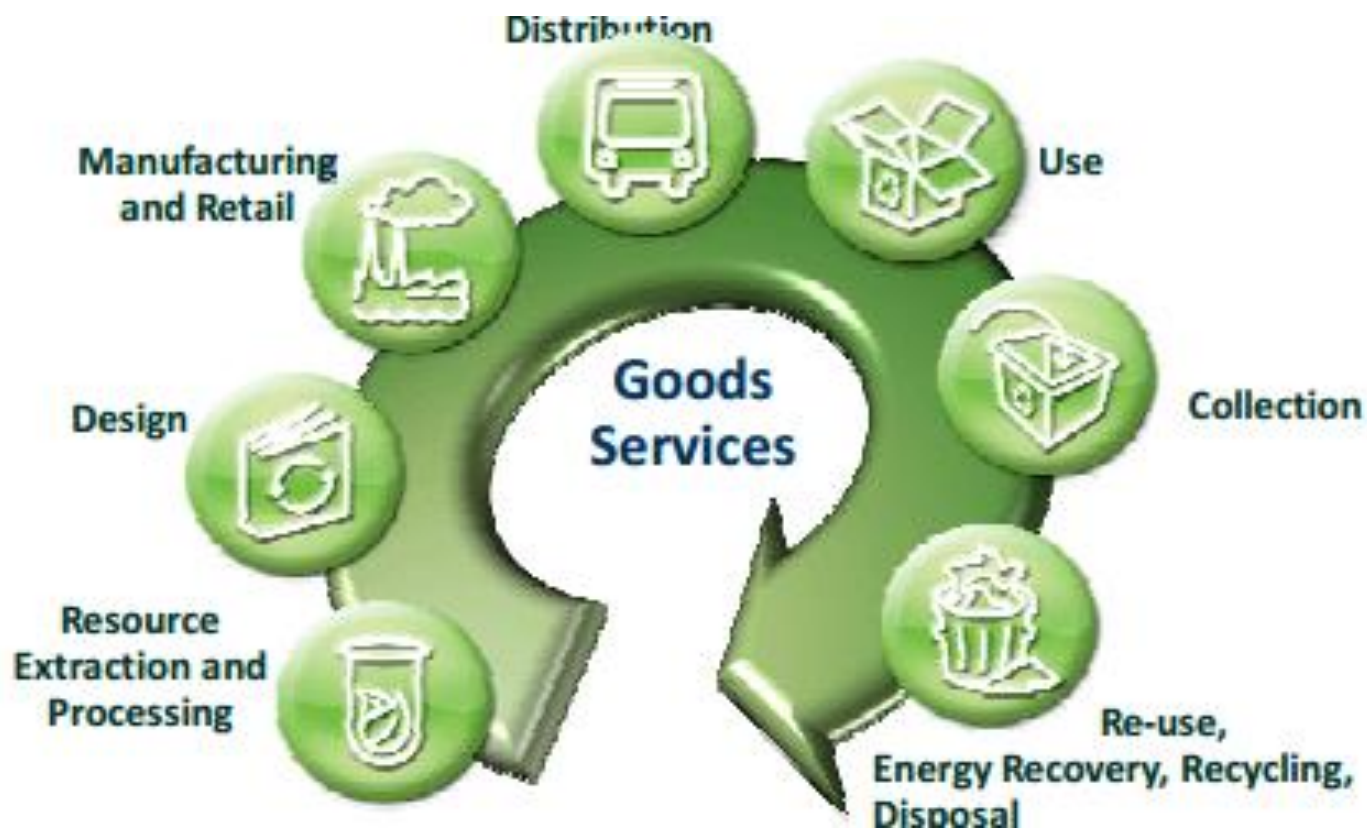 Distribution
Manufacturing
and Retail
Use
Goods
Services
Design
Collection
Resource
Extraction and
Processing
Re-use,
Energy Recovery, Recycling,
Disposal